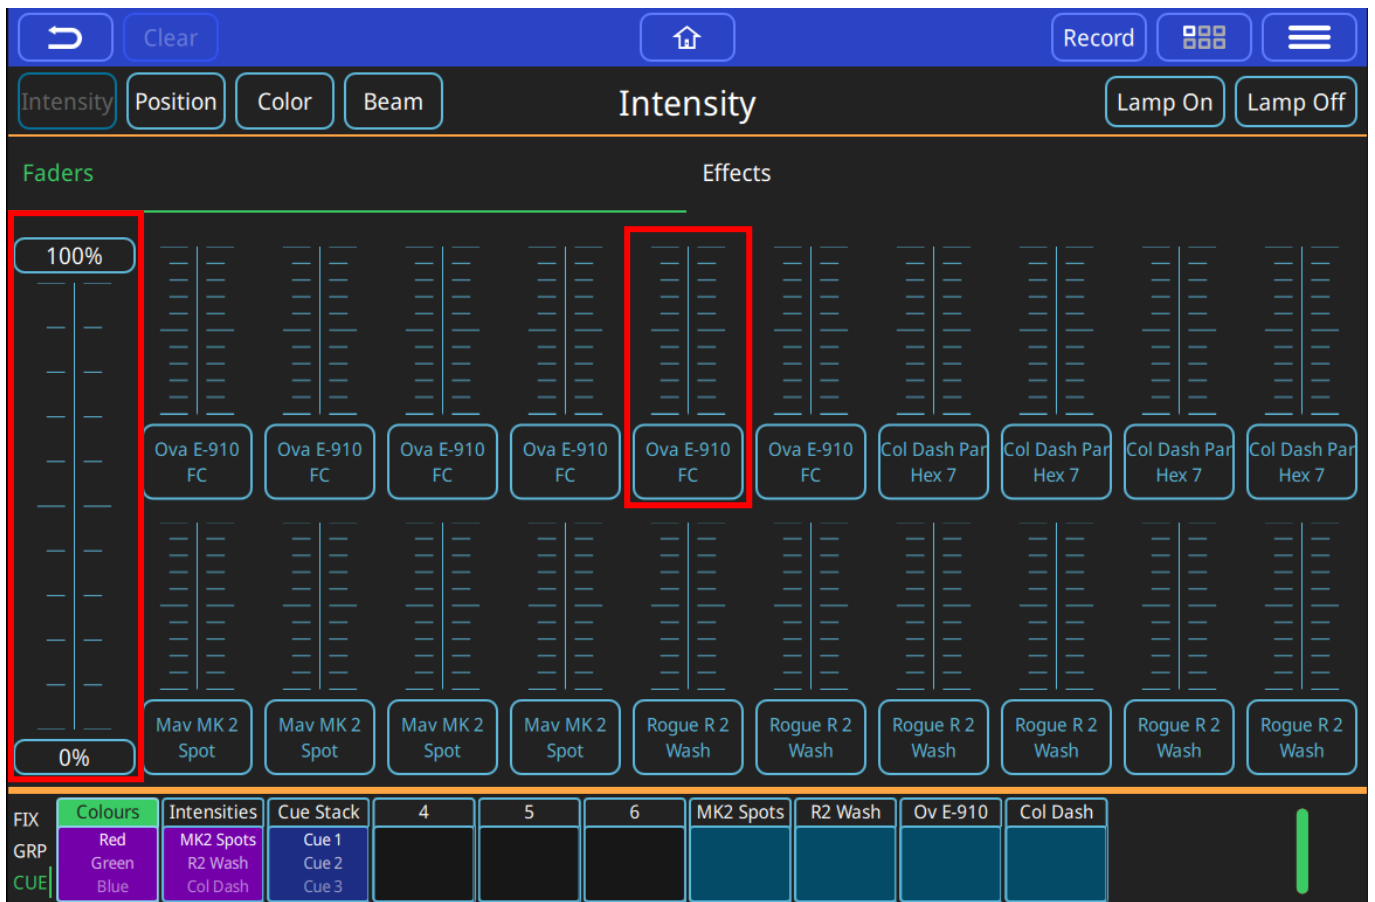 Clear
Record
Intensity Position Color Beam Intensity Lamp On Lamp Off
Faders Effects
100%
Ova E-910 Ova E-910 Ova E-910 Ova E-910 Ova E-910 Ova E-910 Col Dash Par Col Dash Par Col Dash Par Col Dash Par
FC FC FC FC FC FC Hex 7 Hex 7 Hex 7 Hex 7
Mav MK 2 Mav MK 2 Mav MK 2 Mav MK 2 Rogue R 2 Rogue R 2 Rogue R 2 Rogue R 2 Rogue R 2 Rogue R 2
Spot Spot Spot Spot Wash Wash Wash Wash Wash Wash
0%
FIX Colours Intensities Cue Stack 4 5 6 MK2 Spots R2 Wash Ov E-910 Col Dash
Red MK2 Spots Cue 1
GRP Green R2 Wash Cue 2
CUE Blue Col Dash Cue 3